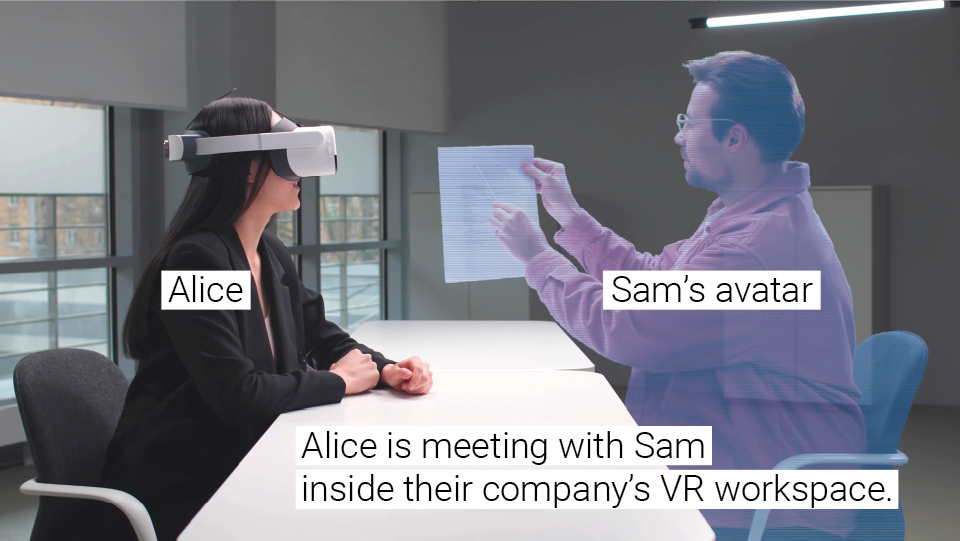 Alice
Sam’s avatar
Alice is meeting with Sam
inside their company’s VR workspace.